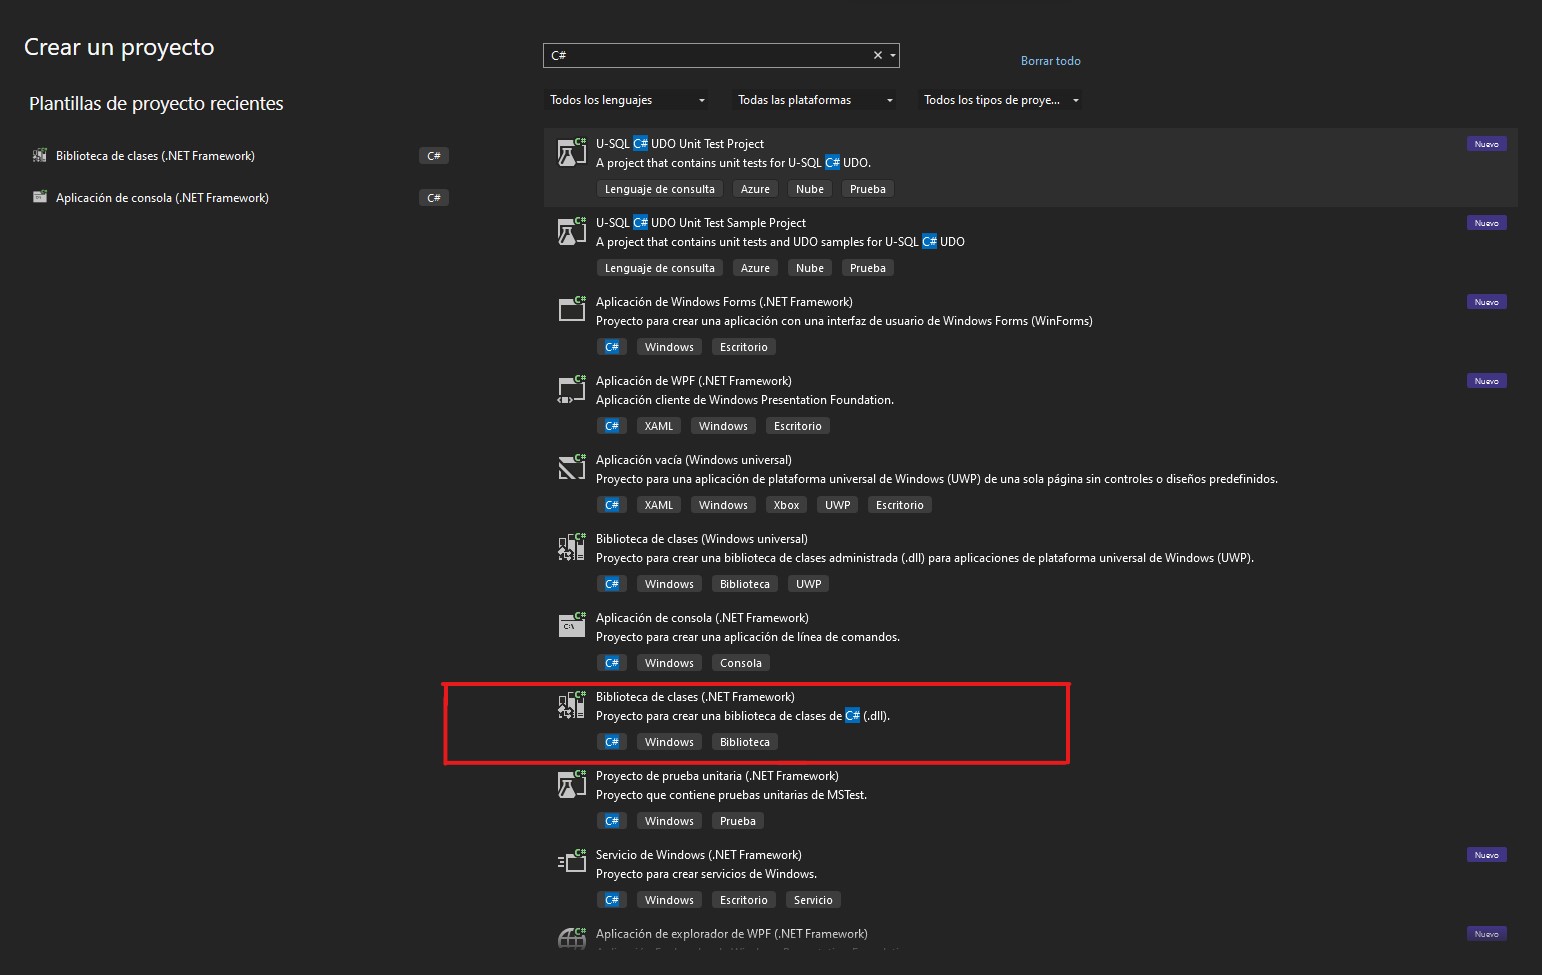 Crear un proyecto
Plantillas de proyecto recientes
Biblioteca de clases (.NET Framework) C#
Aplicación de consola (.NET Framework) C#
C#
Borrar todo
Todos los lenguajes Todas las plataformas Todos los tipos de proye...
U-SQL C# UDO Unit Test Project Nuevo
A project that contains unit tests for U-SQL C# UDO.
Lenguaje de consulta Azure Nube Prueba
U-SQL C# UDO Unit Test Sample Project Nuevo
A project that contains unit tests and UDO samples for U-SQL C# UDO
Lenguaje de consulta Azure Nube Prueba
Aplicación de Windows Forms (.NET Framework) Nuevo
Proyecto para crear una aplicación con una interfaz de usuario de Windows Forms (WinForms)
C# Windows Escritorio
Aplicación de WPF (.NET Framework) Nuevo
Aplicación cliente de Windows Presentation Foundation.
C# XAML Windows Escritorio
Aplicación vacía (Windows universal)
Proyecto para una aplicación de plataforma universal de Windows (UWP) de una sola página sin controles o diseños predefinidos.
C# XAML Windows Xbox UWP Escritorio
Biblioteca de clases (Windows universal)
Proyecto para crear una biblioteca de clases administrada (.dll) para aplicaciones de plataforma universal de Windows (UWP).
C# Windows Biblioteca UWP
Aplicación de consola (.NET Framework)
Proyecto para crear una aplicación de línea de comandos.
C# Windows Consola
Biblioteca de clases (.NET Framework)
Proyecto para crear una biblioteca de clases de C# (.dll).
C# Windows Biblioteca
Proyecto de prueba unitaria (.NET Framework)
Proyecto que contiene pruebas unitarias de MSTest.
C# Windows Prueba
Servicio de Windows (.NET Framework) Nuevo
Proyecto para crear servicios de Windows.
C# Windows Escritorio Servicio
Aplicación de explorador de WPF (.NET Framework) Nuevo